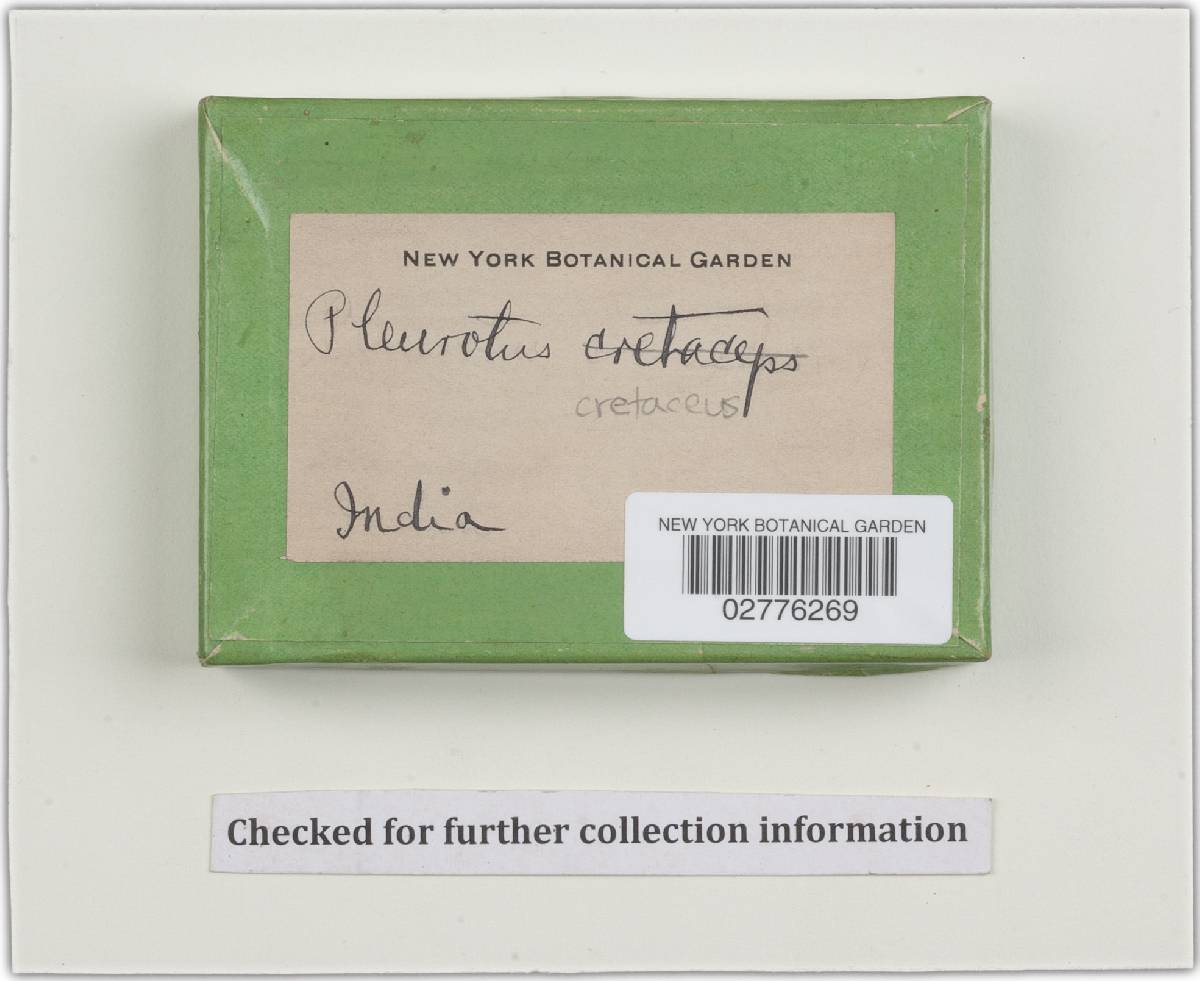 NEW YORK BOTANICAL GARDEN
Pleurotus cretaceps
cretaceus
India
NEW YORK BOTANICAL GARDEN
02776269
Checked for further collection information